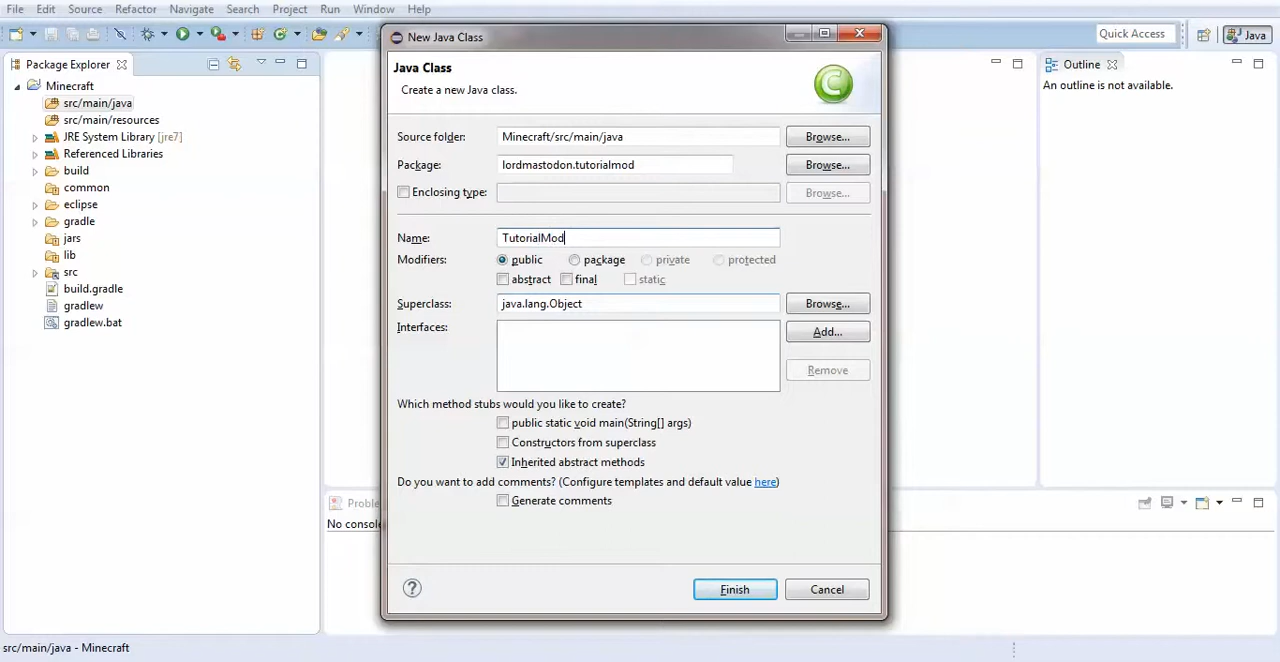 File Edit Source Refactor Navigate Search Project Run Window Help
New Java Class
Quick Access
Java
Package Explorer
Minecraft
src/main/java
src/main/resources
JRE System Library [jre7]
Referenced Libraries
build
common
eclipse
gradle
jars
lib
src
build.gradle
gradlew
gradlew.bat
Java Class
Create a new Java class.
Source folder: Minecraft/src/main/java Browse...
Package: lordmastodon.tutorialmod Browse...
Enclosing type: Browse...
Name: TutorialMod
Modifiers: public package private protected
abstract final static
Superclass: java.lang.Object Browse...
Interfaces: Add...
Remove
Which method stubs would you like to create?
public static void main(String[] args)
Constructors from superclass
Inherited abstract methods
Do you want to add comments? (Configure templates and default value here)
Generate comments
Finish Cancel
Outline
An outline is not available.
Proble
No console
src/main/java - Minecraft